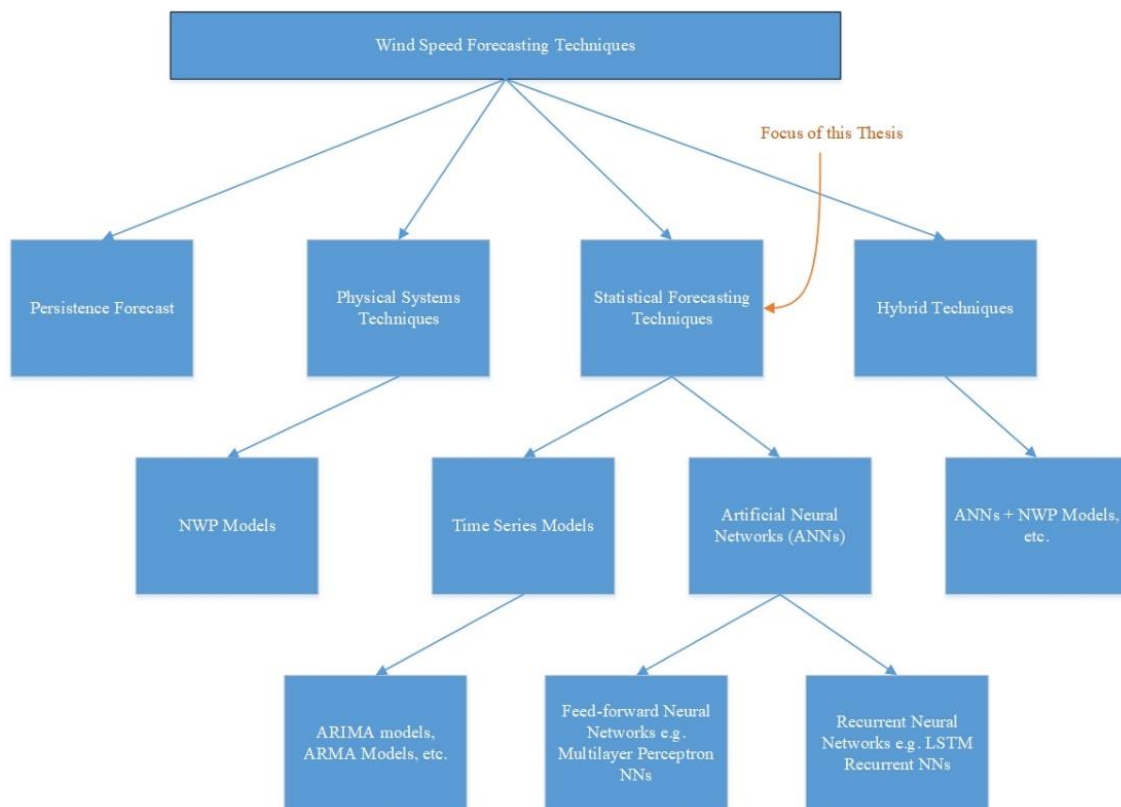 Wind Speed Forecasting Techniques
Focus of this Thesis
Persistence Forecast
Physical Systems
Techniques
Statistical Forecasting
Techniques
Hybrid Techniques
NWP Models
Time Series Models
Artificial Neural
Networks (ANNs)
ANNs + NWP Models,
etc.
ARIMA models,
ARMA Models, etc.
Feed-forward Neural
Networks e.g.
Multilayer Perceptron
NNs
Recurrent Neural
Networks e.g. LSTM
Recurrent NNs